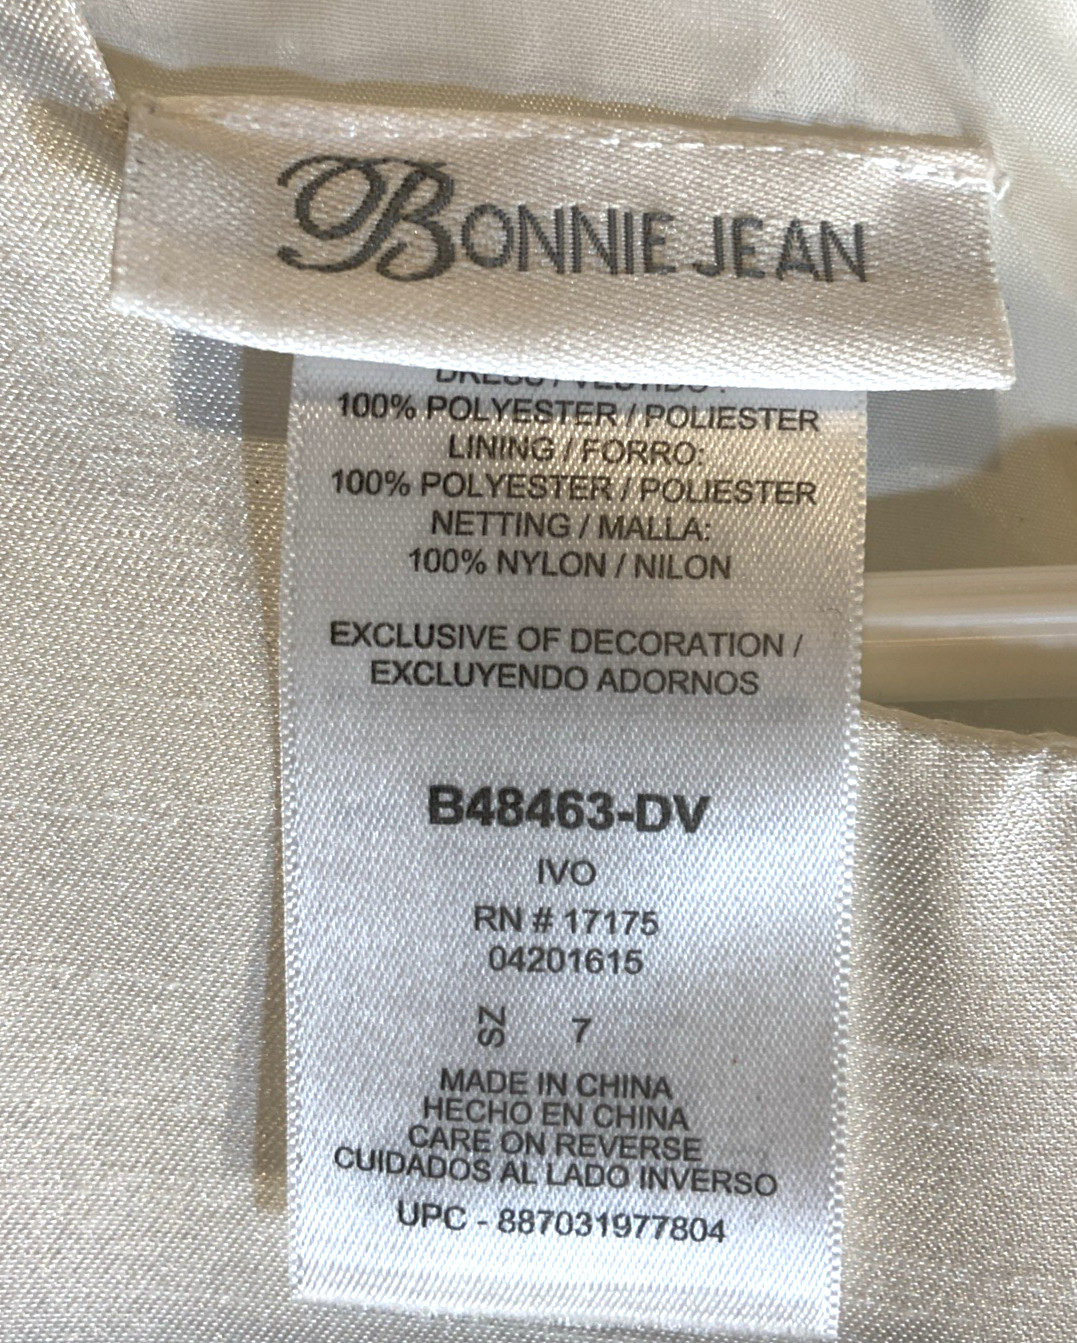 BONNIE JEAN
DRESS / VESTIDO :
100% POLYESTER / POLIESTER
LINING / FORRO:
100% POLYESTER / POLIESTER
NETTING / MALLA:
100% NYLON / NILON
EXCLUSIVE OF DECORATION /
EXCLUYENDO ADORNOS
B48463-DV
IVO
RN # 17175
04201615
SZ 7
MADE IN CHINA
HECHO EN CHINA
CARE ON REVERSE
CUIDADOS AL LADO INVERSO
UPC - 887031977804